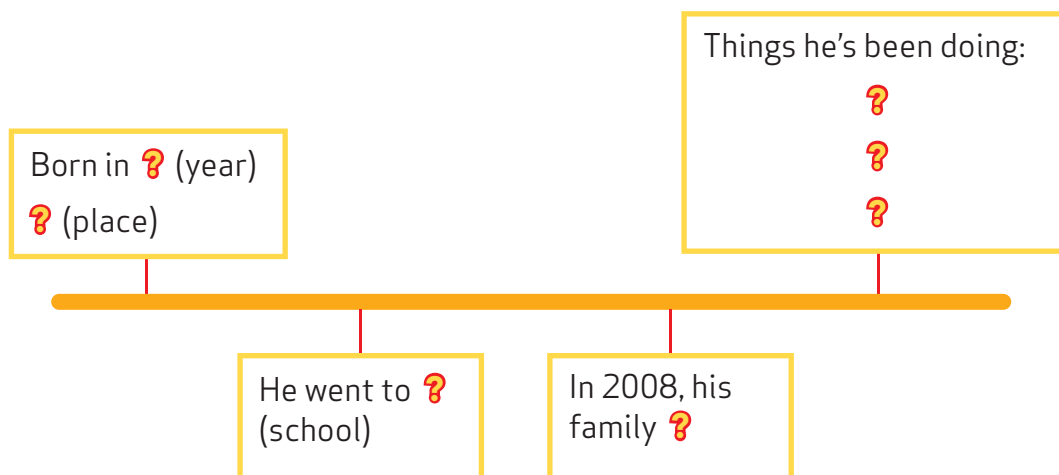 Born in ? (year)
? (place)
He went to ?
(school)
In 2008, his
family ?
Things he's been doing:
?
?
?